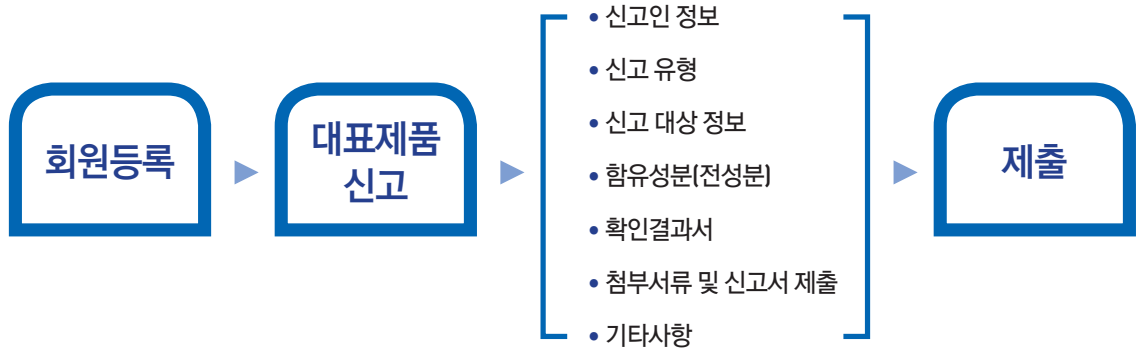 회원등록
대표제품
신고
• 신고인 정보
• 신고 유형
• 신고 대상 정보
• 함유성분(전성분)
• 확인결과서
• 첨부서류 및 신고서 제출
• 기타사항
제출